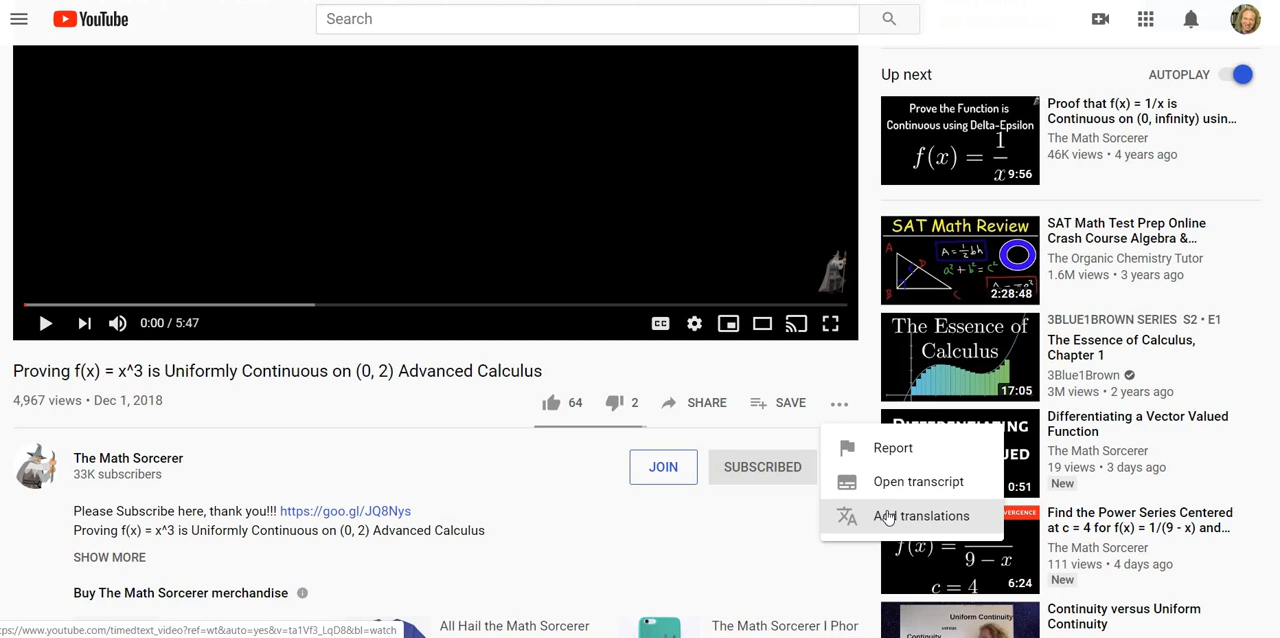 YouTube
Search
0:00 / 5:47
CC
Proving f(x) = x^3 is Uniformly Continuous on (0, 2) Advanced Calculus
4,967 views • Dec 1, 2018
64
2
SHARE
SAVE
The Math Sorcerer
33K subscribers
JOIN
SUBSCRIBED
Please Subscribe here, thank you!!! https://goo.gl/JQ8Nys
Proving f(x) = x^3 is Uniformly Continuous on (0, 2) Advanced Calculus
SHOW MORE
Buy The Math Sorcerer merchandise
All Hail the Math Sorcerer
The Math Sorcerer I Phor
tps://www.youtube.com/timedtext_video?ref=wt&auto=yes&v=ta1Vf3_LqD8&bl=watch
Report
Open transcript
Add translations
Up next
AUTOPLAY
Prove the Function is
Continuous using Delta-Epsilon
f(x) = 1/x
9:56
Proof that f(x) = 1/x is
Continuous on (0, infinity) usin...
The Math Sorcerer
46K views • 4 years ago
SAT Math Review
A = ½bh
a² + b² = c²
A
B
C
D
2:28:48
SAT Math Test Prep Online
Crash Course Algebra &...
The Organic Chemistry Tutor
1.6M views • 3 years ago
The Essence of
Calculus
17:05
3BLUE1BROWN SERIES S2 • E1
The Essence of Calculus,
Chapter 1
3Blue1Brown
3M views • 2 years ago
0:51
Differentiating a Vector Valued
Function
The Math Sorcerer
19 views • 3 days ago
New
f(x) =
9 − x
c = 4
6:24
Find the Power Series Centered
at c = 4 for f(x) = 1/(9 - x) and...
The Math Sorcerer
111 views • 4 days ago
New
Uniform
Continuity versus Uniform